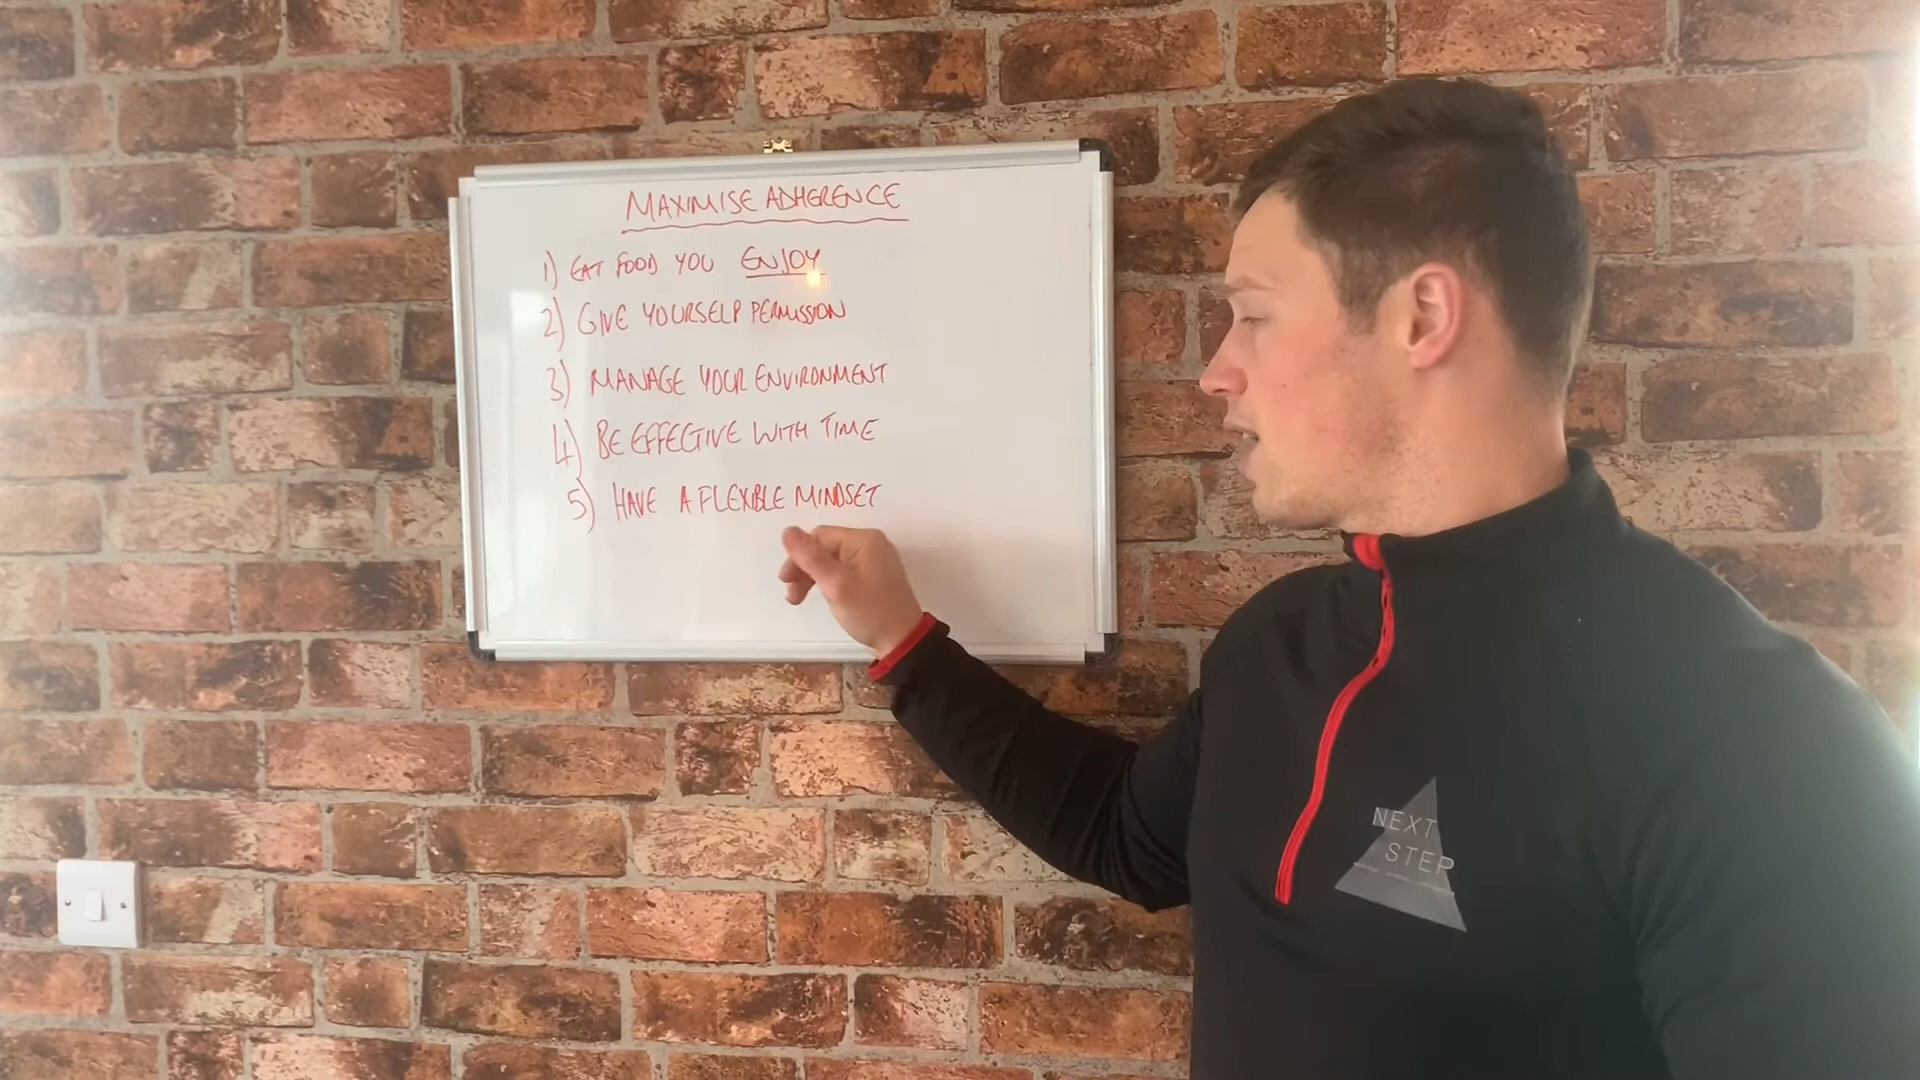 MAXIMISE ADHERENCE
1) EAT FOOD YOU ENJOY
2) GIVE YOURSELF PERMISSION
3) MANAGE YOUR ENVIRONMENT
4) BE EFFECTIVE WITH TIME
5) HAVE A FLEXIBLE MINDSET
NEXT
STEP